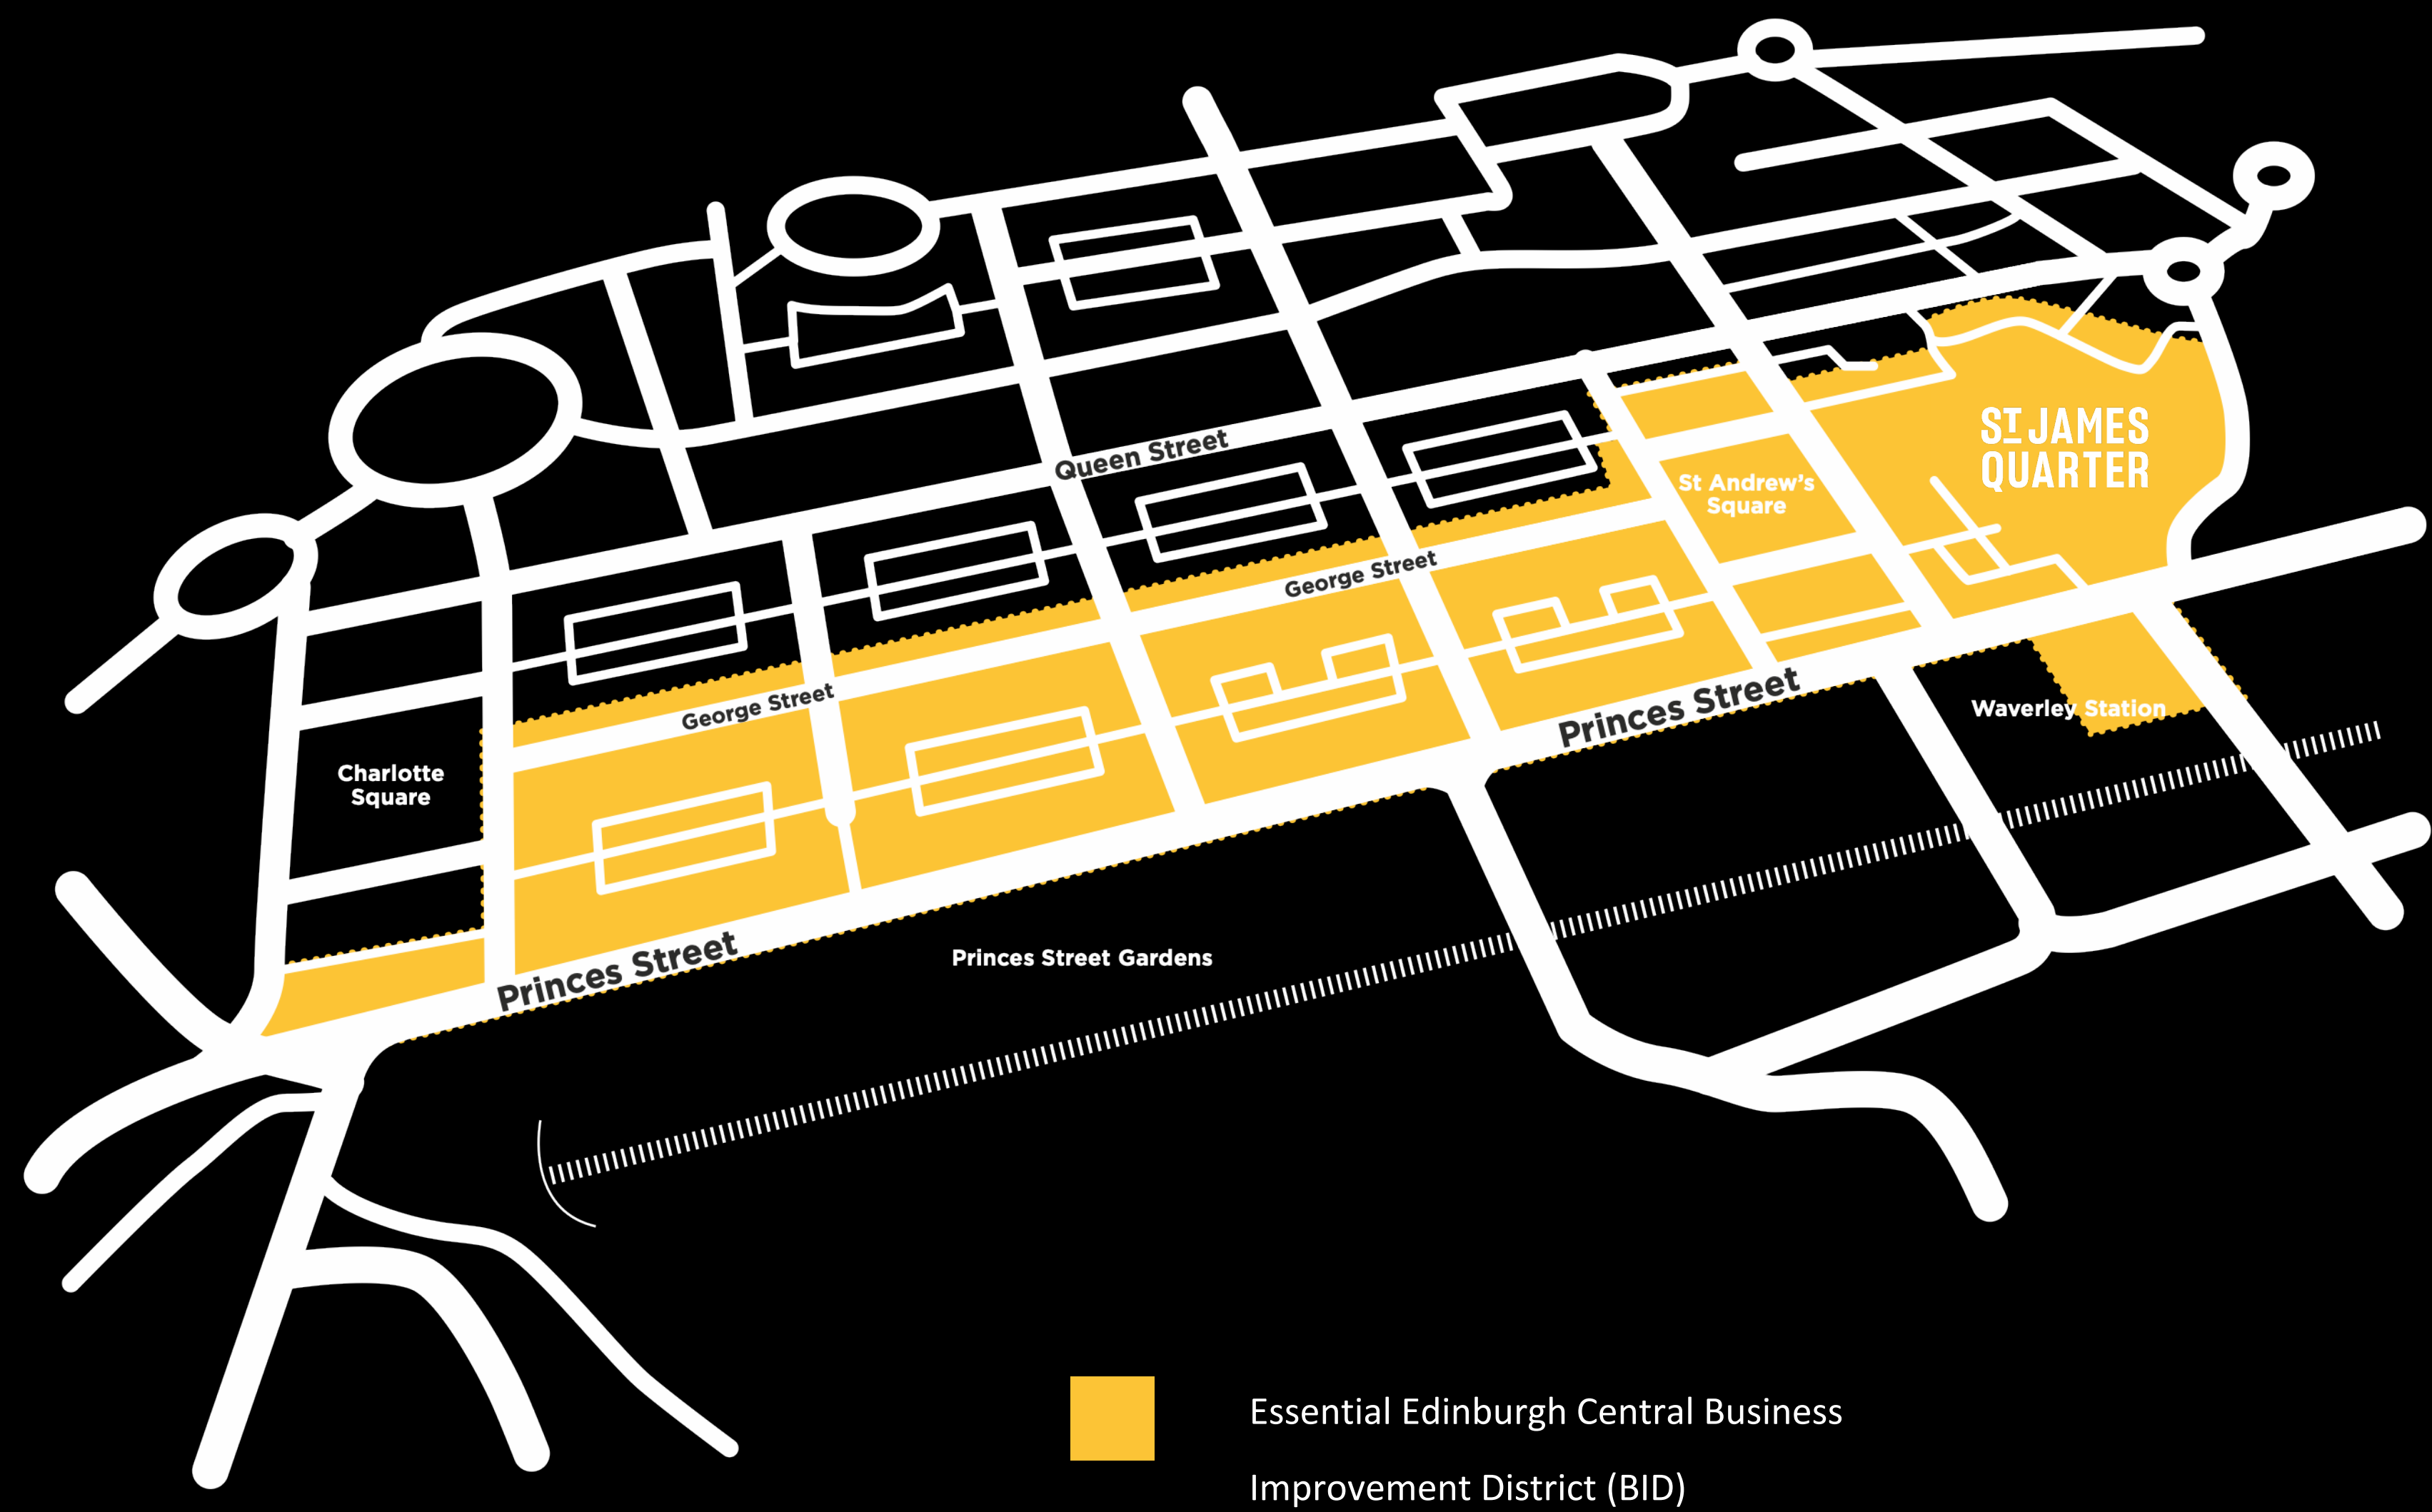 Queen Street
ST JAMES
QUARTER
St Andrew's
Square
George Street
George Street
Princes Street
Waverley Station
Charlotte
Square
Princes Street
Princes Street Gardens
Essential Edinburgh Central Business
Improvement District (BID)